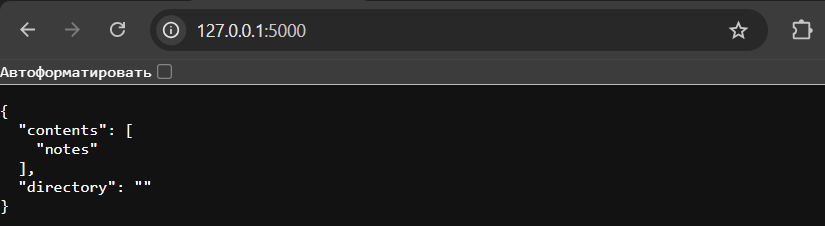 127.0.0.1:5000
Автоформатировать
{
  "contents": [
    "notes"
  ],
  "directory": ""
}